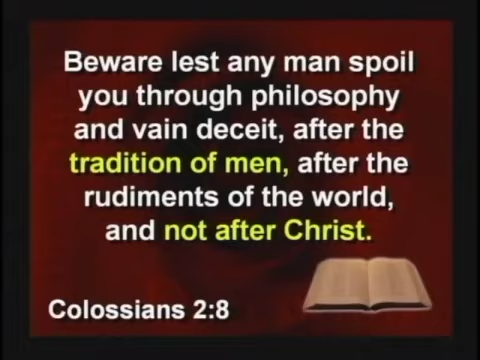 Beware lest any man spoil
you through philosophy
and vain deceit, after the
tradition of men, after the
rudiments of the world,
and not after Christ.
Colossians 2:8